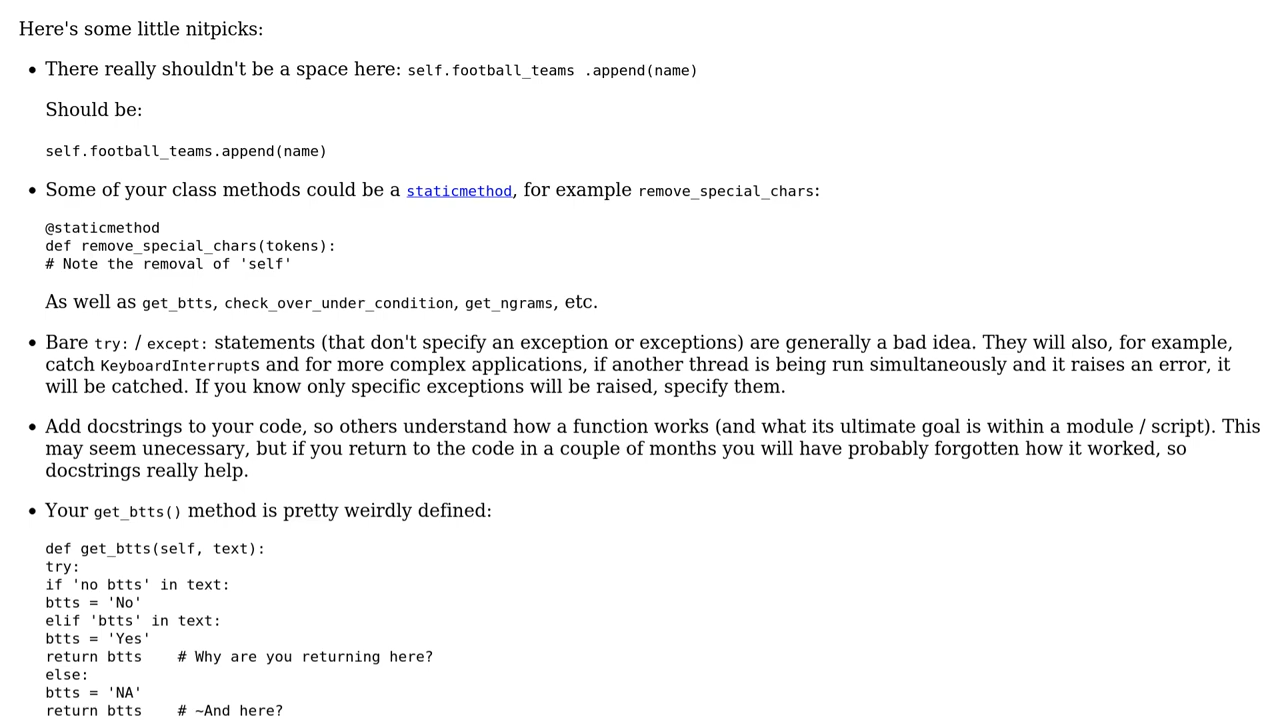 Here's some little nitpicks:
• There really shouldn't be a space here: self.football_teams .append(name)
Should be:
self.football_teams.append(name)
• Some of your class methods could be a staticmethod, for example remove_special_chars:
@staticmethod
def remove_special_chars(tokens):
# Note the removal of 'self'
As well as get_btts, check_over_under_condition, get_ngrams, etc.
• Bare try: / except: statements (that don't specify an exception or exceptions) are generally a bad idea. They will also, for example,
catch KeyboardInterrupts and for more complex applications, if another thread is being run simultaneously and it raises an error, it
will be catched. If you know only specific exceptions will be raised, specify them.
• Add docstrings to your code, so others understand how a function works (and what its ultimate goal is within a module / script). This
may seem unecessary, but if you return to the code in a couple of months you will have probably forgotten how it worked, so
docstrings really help.
• Your get_btts() method is pretty weirdly defined:
def get_btts(self, text):
try:
if 'no btts' in text:
btts = 'No'
elif 'btts' in text:
btts = 'Yes'
return btts    # Why are you returning here?
else:
btts = 'NA'
return btts    # ~And here?